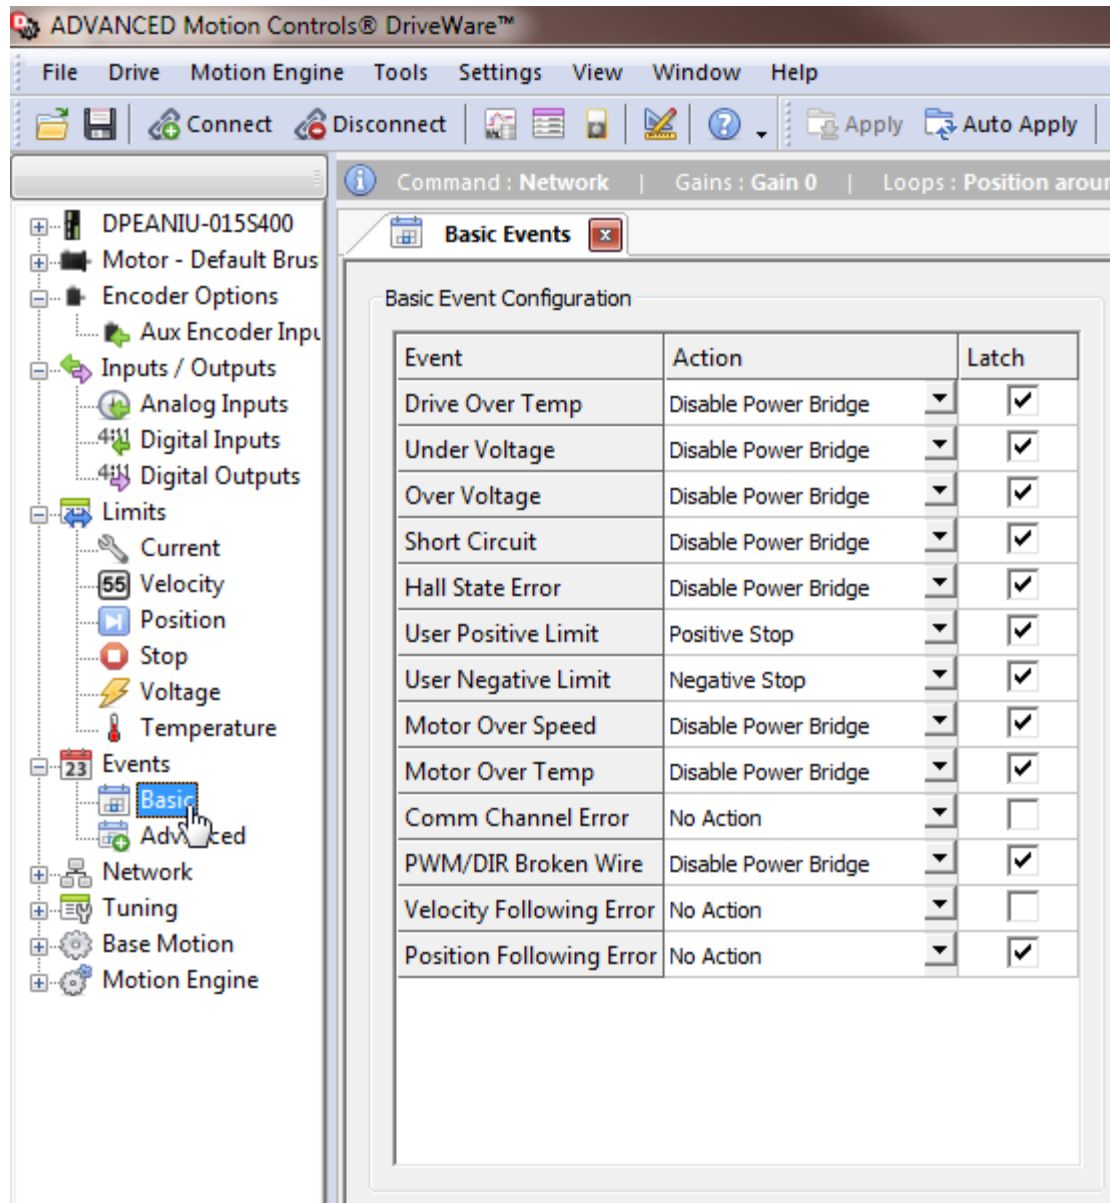 ADVANCED Motion Controls® DriveWare™
File Drive Motion Engine Tools Settings View Window Help
Connect Disconnect Apply Auto Apply
Command : Network | Gains : Gain 0 | Loops : Position arour
DPEANIU-015S400
Motor - Default Brus
Encoder Options
Aux Encoder Inpu
Inputs / Outputs
Analog Inputs
Digital Inputs
Digital Outputs
Limits
Current
55 Velocity
Position
Stop
Voltage
Temperature
23 Events
Basic
Advanced
Network
Tuning
Base Motion
Motion Engine
Basic Events
Basic Event Configuration
Event Action Latch
Drive Over Temp Disable Power Bridge
Under Voltage Disable Power Bridge
Over Voltage Disable Power Bridge
Short Circuit Disable Power Bridge
Hall State Error Disable Power Bridge
User Positive Limit Positive Stop
User Negative Limit Negative Stop
Motor Over Speed Disable Power Bridge
Motor Over Temp Disable Power Bridge
Comm Channel Error No Action
PWM/DIR Broken Wire Disable Power Bridge
Velocity Following Error No Action
Position Following Error No Action